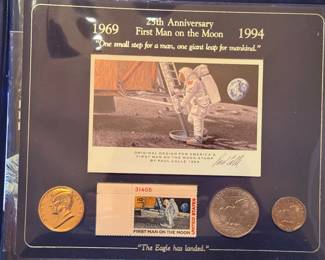 25th Anniversary
1969 First Man on the Moon 1994
"One small step for a man, one giant leap for mankind."
ORIGINAL DESIGN FOR AMERICA'S
FIRST MAN ON THE MOON STAMP
BY PAUL CALLE 1969
Paul Calle
31405
FIRST MAN ON THE MOON
"The Eagle has landed."